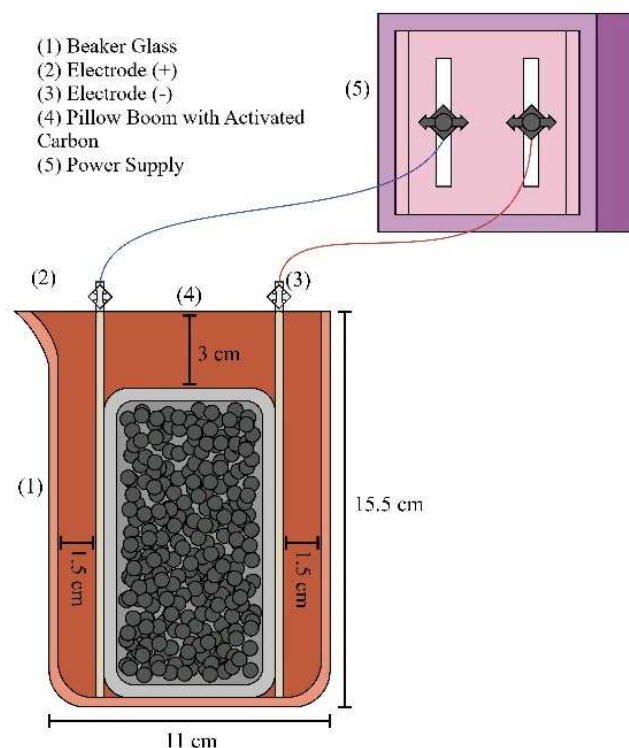 (1) Beaker Glass
(2) Electrode (+)
(3) Electrode (-)
(4) Pillow Boom with Activated
Carbon
(5) Power Supply
(5)
(2)
(4)
(3)
3 cm
(1)
15.5 cm
1.5 cm
1.5 cm
11 cm